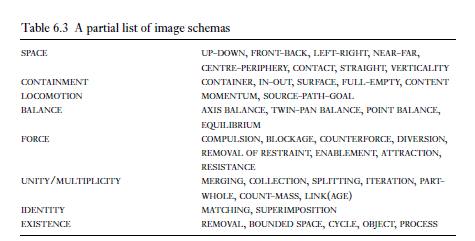 Table 6.3 A partial list of image schemas
SPACE UP-DOWN, FRONT-BACK, LEFT-RIGHT, NEAR-FAR,
CENTRE-PERIPHERY, CONTACT, STRAIGHT, VERTICALITY
CONTAINMENT CONTAINER, IN-OUT, SURFACE, FULL-EMPTY, CONTENT
LOCOMOTION MOMENTUM, SOURCE-PATH-GOAL
BALANCE AXIS BALANCE, TWIN-PAN BALANCE, POINT BALANCE,
EQUILIBRIUM
FORCE COMPULSION, BLOCKAGE, COUNTERFORCE, DIVERSION,
REMOVAL OF RESTRAINT, ENABLEMENT, ATTRACTION,
RESISTANCE
UNITY/MULTIPLICITY MERGING, COLLECTION, SPLITTING, ITERATION, PART-
WHOLE, COUNT-MASS, LINK(AGE)
IDENTITY MATCHING, SUPERIMPOSITION
EXISTENCE REMOVAL, BOUNDED SPACE, CYCLE, OBJECT, PROCESS